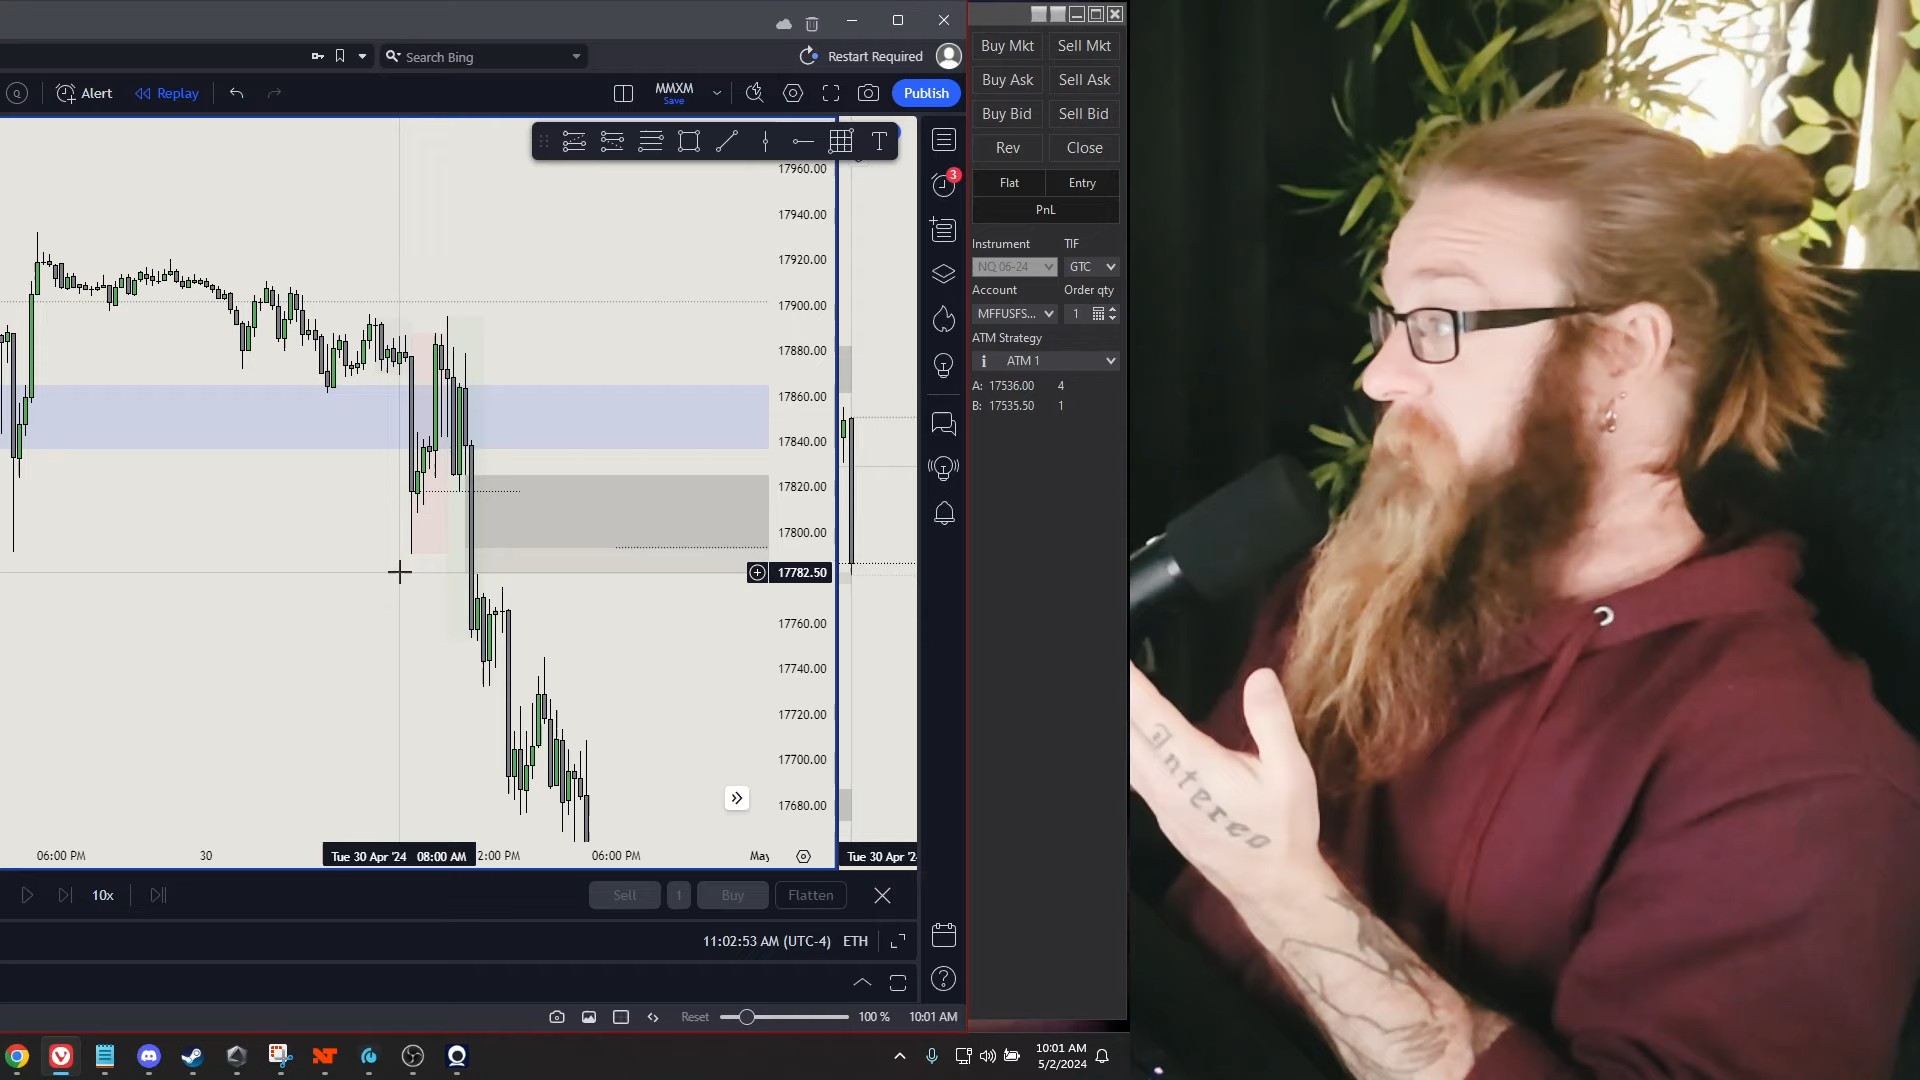 Search Bing
Restart Required
Alert
Replay
MMXM
Save
Publish
17960.00
17940.00
17920.00
17900.00
17880.00
17860.00
17840.00
17820.00
17800.00
17782.50
17760.00
17740.00
17720.00
17700.00
17680.00
06:00 PM
30
Tue 30 Apr '24 08:00 AM
2:00 PM
06:00 PM
May
Tue 30 Apr '2
10x
Sell
1
Buy
Flatten
11:02:53 AM (UTC-4)
ETH
Reset
100 %
10:01 AM
3
Buy Mkt
Sell Mkt
Buy Ask
Sell Ask
Buy Bid
Sell Bid
Rev
Close
Flat
Entry
PnL
Instrument
TIF
NQ 06-24
GTC
Account
Order qty
MFFUSFS...
1
ATM Strategy
ATM 1
A: 17536.00 4
B: 17535.50 1
10:01 AM
5/2/2024
T
Intereo